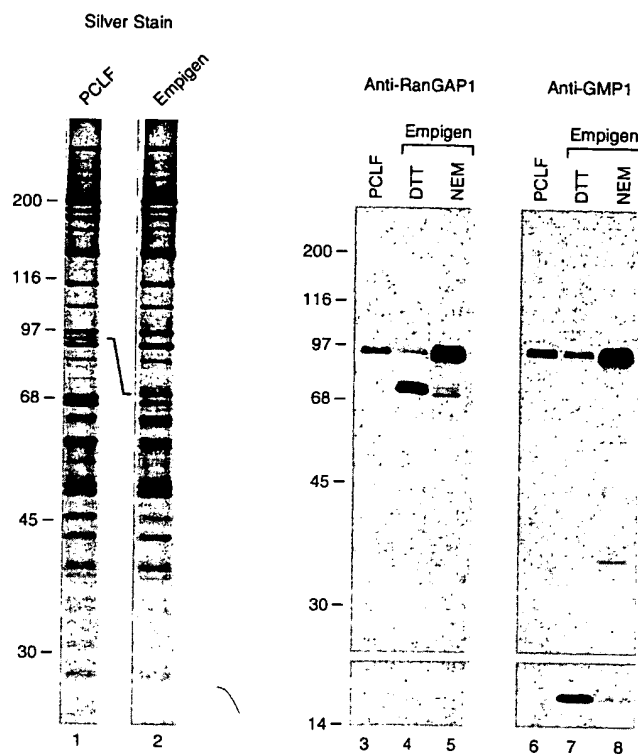 Silver Stain
PCLF
Empigen
200
116
97
68
45
30
1
2
Anti-RanGAP1
Empigen
PCLF
DTT
NEM
200
116
97
68
45
30
14
3
4
5
Anti-GMP1
Empigen
PCLF
DTT
NEM
6
7
8